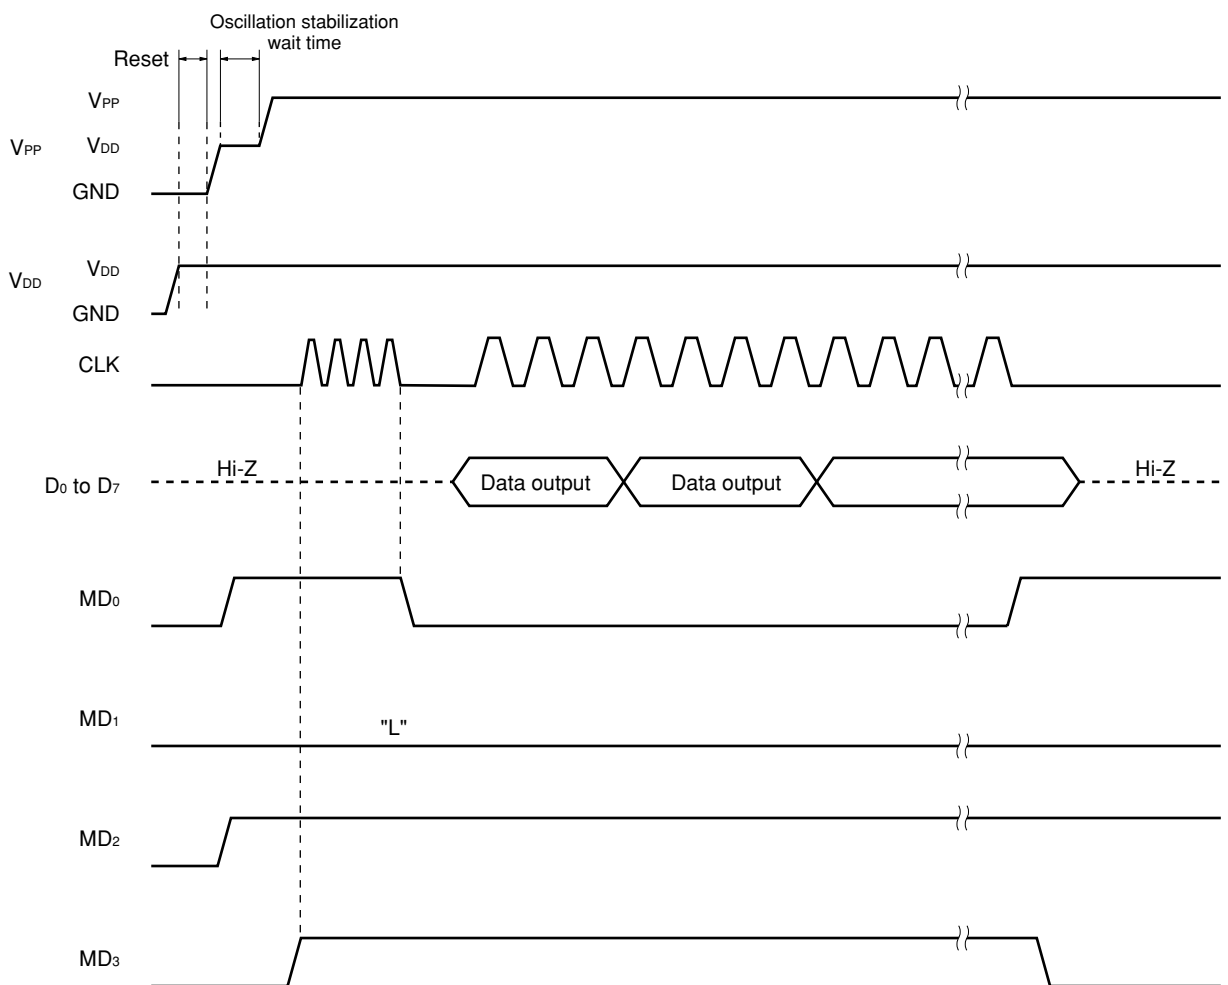 Oscillation stabilization
wait time
Reset
VPP
VPP VDD
GND
VDD VDD
GND
CLK
Hi-Z Hi-Z
D0 to D7 Data output Data output
MD0
MD1
"L"
MD2
MD3